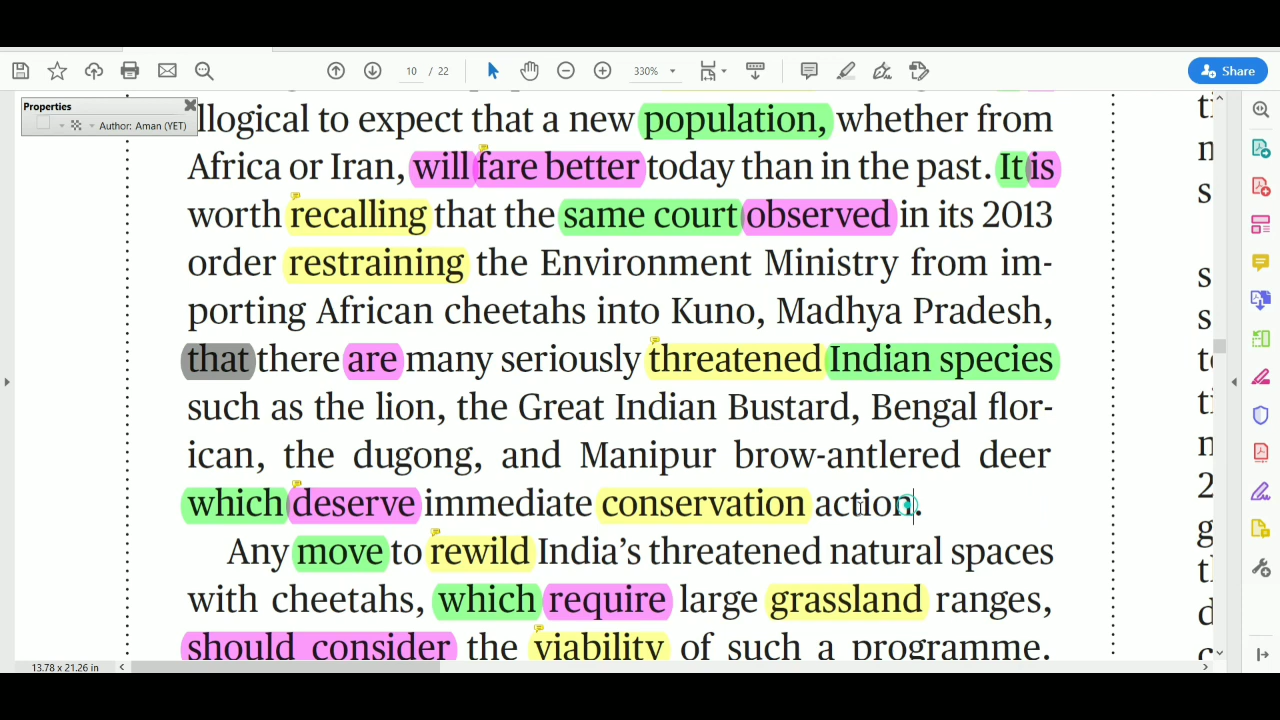 10 / 22
330%
Share
Properties
Author: Aman (YET)
llogical to expect that a new population, whether from
Africa or Iran, will fare better today than in the past. It is
worth recalling that the same court observed in its 2013
order restraining the Environment Ministry from im-
porting African cheetahs into Kuno, Madhya Pradesh,
that there are many seriously threatened Indian species
such as the lion, the Great Indian Bustard, Bengal flor-
ican, the dugong, and Manipur brow-antlered deer
which deserve immediate conservation action.
Any move to rewild India's threatened natural spaces
with cheetahs, which require large grassland ranges,
should consider the viability of such a programme.
13.78 x 21.26 in